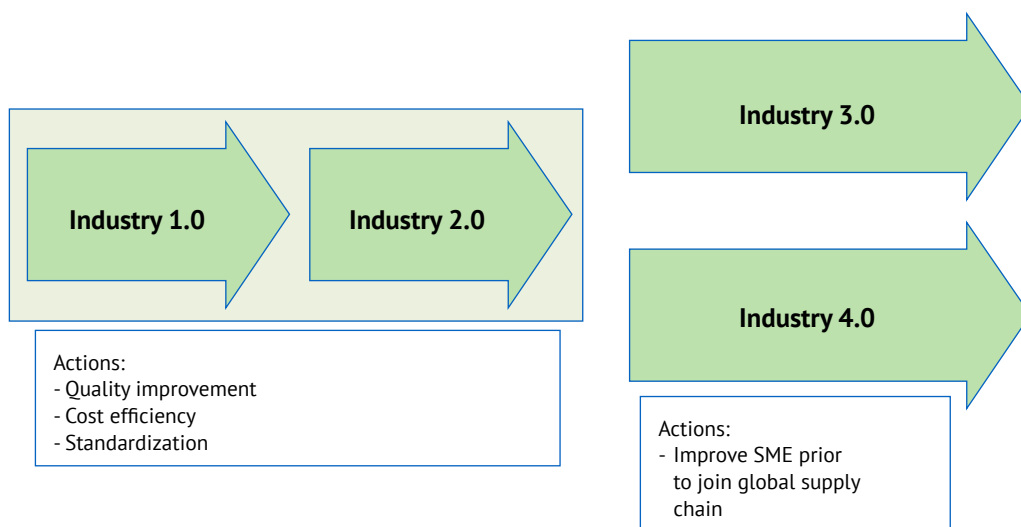 Industry 1.0
Industry 2.0
Actions:
- Quality improvement
- Cost efficiency
- Standardization
Industry 3.0
Industry 4.0
Actions:
- Improve SME prior
to join global supply
chain